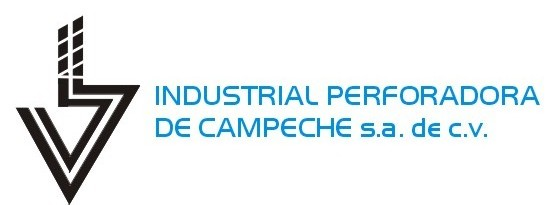 INDUSTRIAL PERFORADORA
DE CAMPECHE s.a. de c.v.